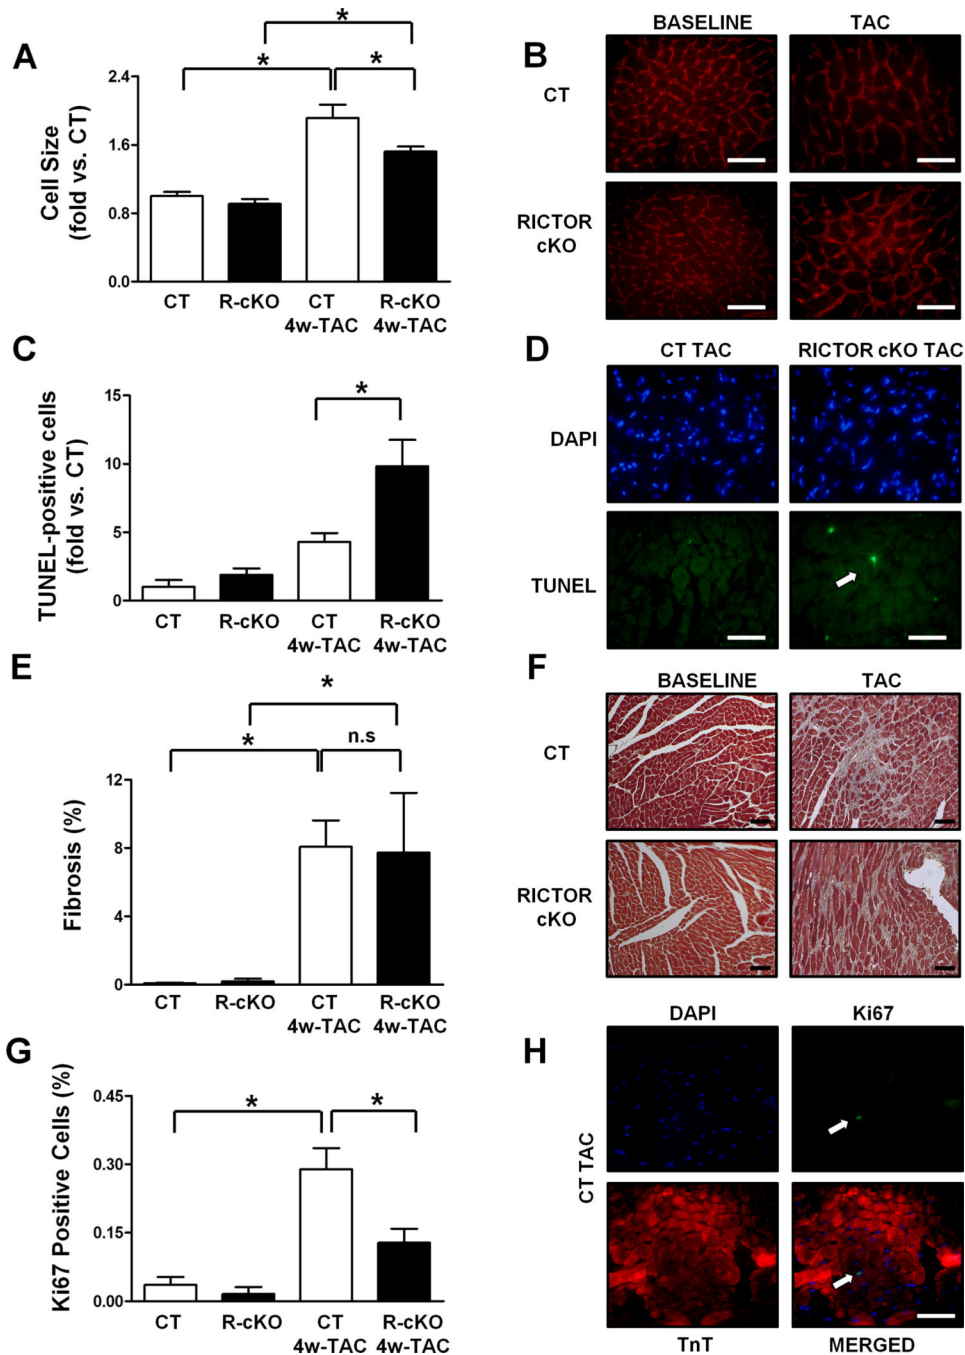 A
*
*
*
Cell Size
(fold vs. CT)
2.4
1.6
0.8
0.0
CT
R-cKO
CT
4w-TAC
R-cKO
4w-TAC
B
BASELINE
TAC
CT
RICTOR
cKO
C
*
TUNEL-positive cells
(fold vs. CT)
15
10
5
0
CT
R-cKO
CT
4w-TAC
R-cKO
4w-TAC
D
CT TAC
RICTOR cKO TAC
DAPI
TUNEL
E
*
*
n.s
Fibrosis (%)
12
8
4
0
CT
R-cKO
CT
4w-TAC
R-cKO
4w-TAC
F
BASELINE
TAC
CT
RICTOR
cKO
G
*
*
Ki67 Positive Cells (%)
0.45
0.30
0.15
0.00
CT
R-cKO
CT
4w-TAC
R-cKO
4w-TAC
H
DAPI
Ki67
CT TAC
TnT
MERGED